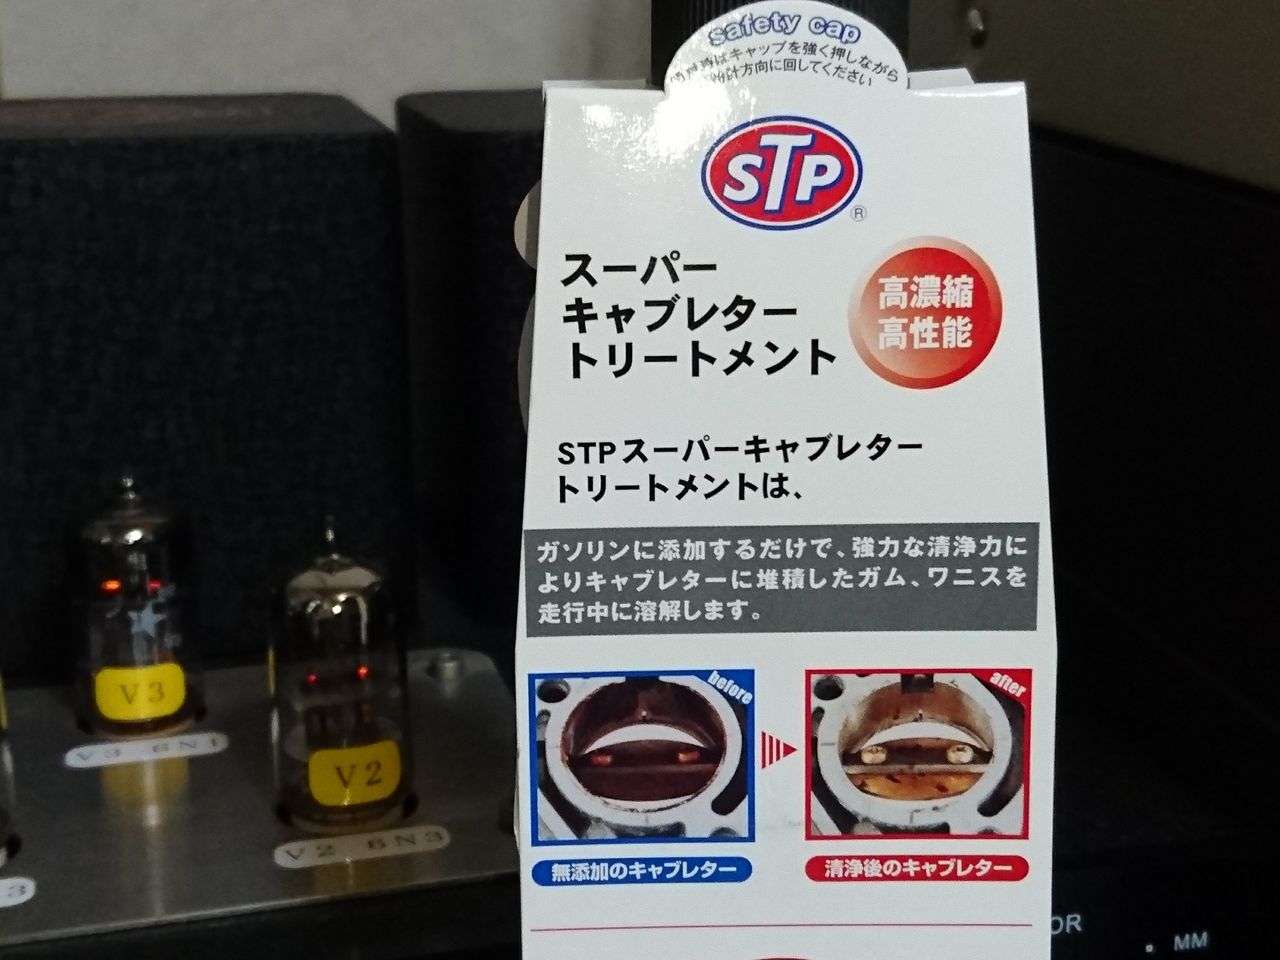 safety cap
はキャップを強く押しながら
計方向に回してください
STP
®
スーパー
キャブレター
トリートメント
高濃縮
高性能
STPスーパーキャブレター
トリートメントは、
ガソリンに添加するだけで、強力な清浄力に
よりキャブレターに堆積したガム、ワニスを
走行中に溶解します。
before
after
無添加のキャブレター
清浄後のキャブレター
V3
V3 6N1
V2
V2 6N3
3
OR
MM